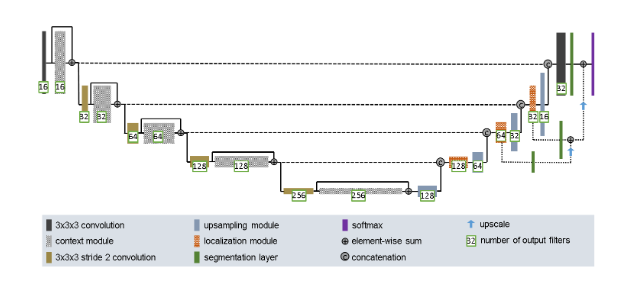 16 16 32
32 32 32 16
64 64 64 32
128 128 128 64
256 256 128
3x3x3 convolution upsampling module softmax upscale
context module localization module element-wise sum 32 number of output filters
3x3x3 stride 2 convolution segmentation layer C concatenation